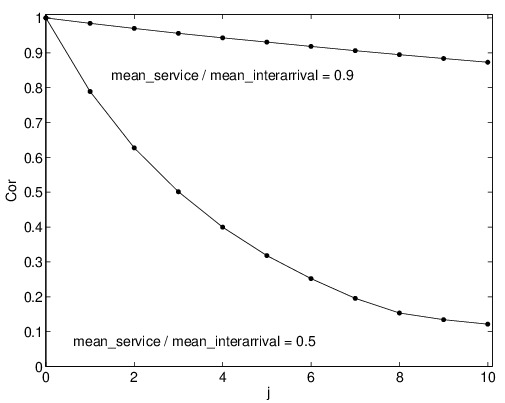 1
0.9
mean_service / mean_interarrival = 0.9
0.8
0.7
0.6
Cor
0.5
0.4
0.3
0.2
0.1
mean_service / mean_interarrival = 0.5
0
0 2 4 6 8 10
j